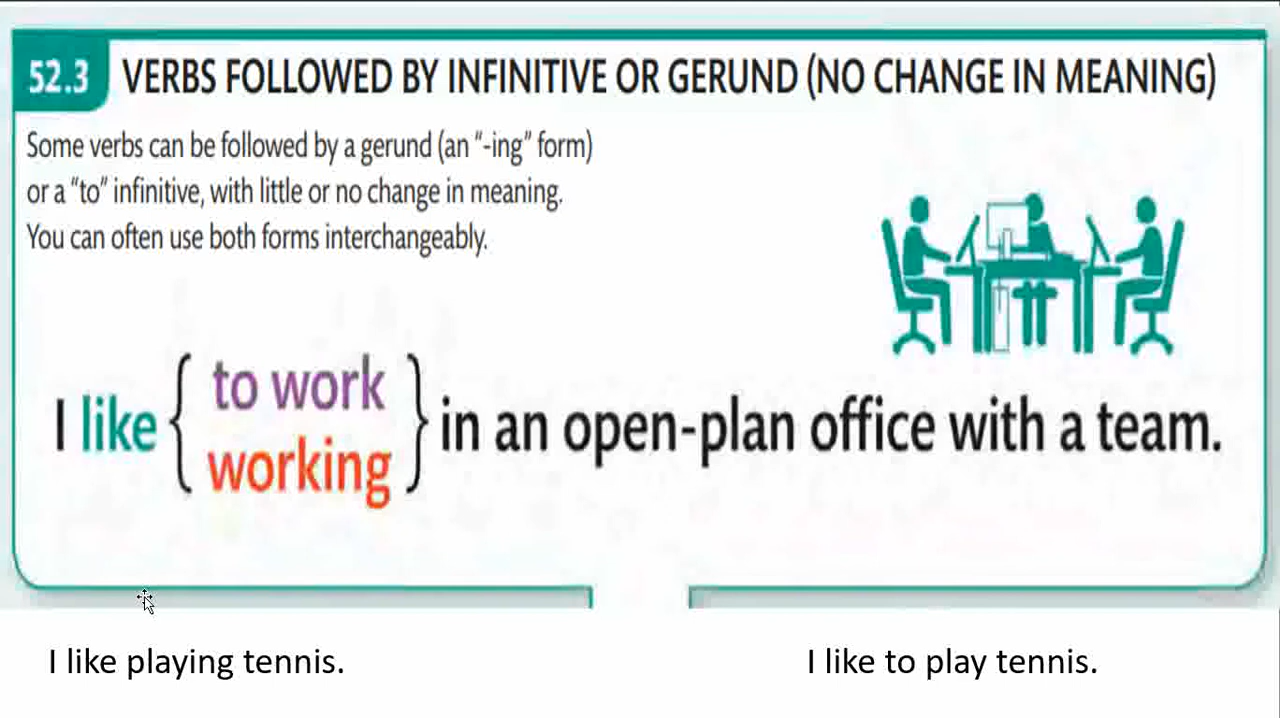 52.3 VERBS FOLLOWED BY INFINITIVE OR GERUND (NO CHANGE IN MEANING)
Some verbs can be followed by a gerund (an “-ing” form)
or a “to” infinitive, with little or no change in meaning.
You can often use both forms interchangeably.
I like { to work
working } in an open-plan office with a team.
I like playing tennis.
I like to play tennis.